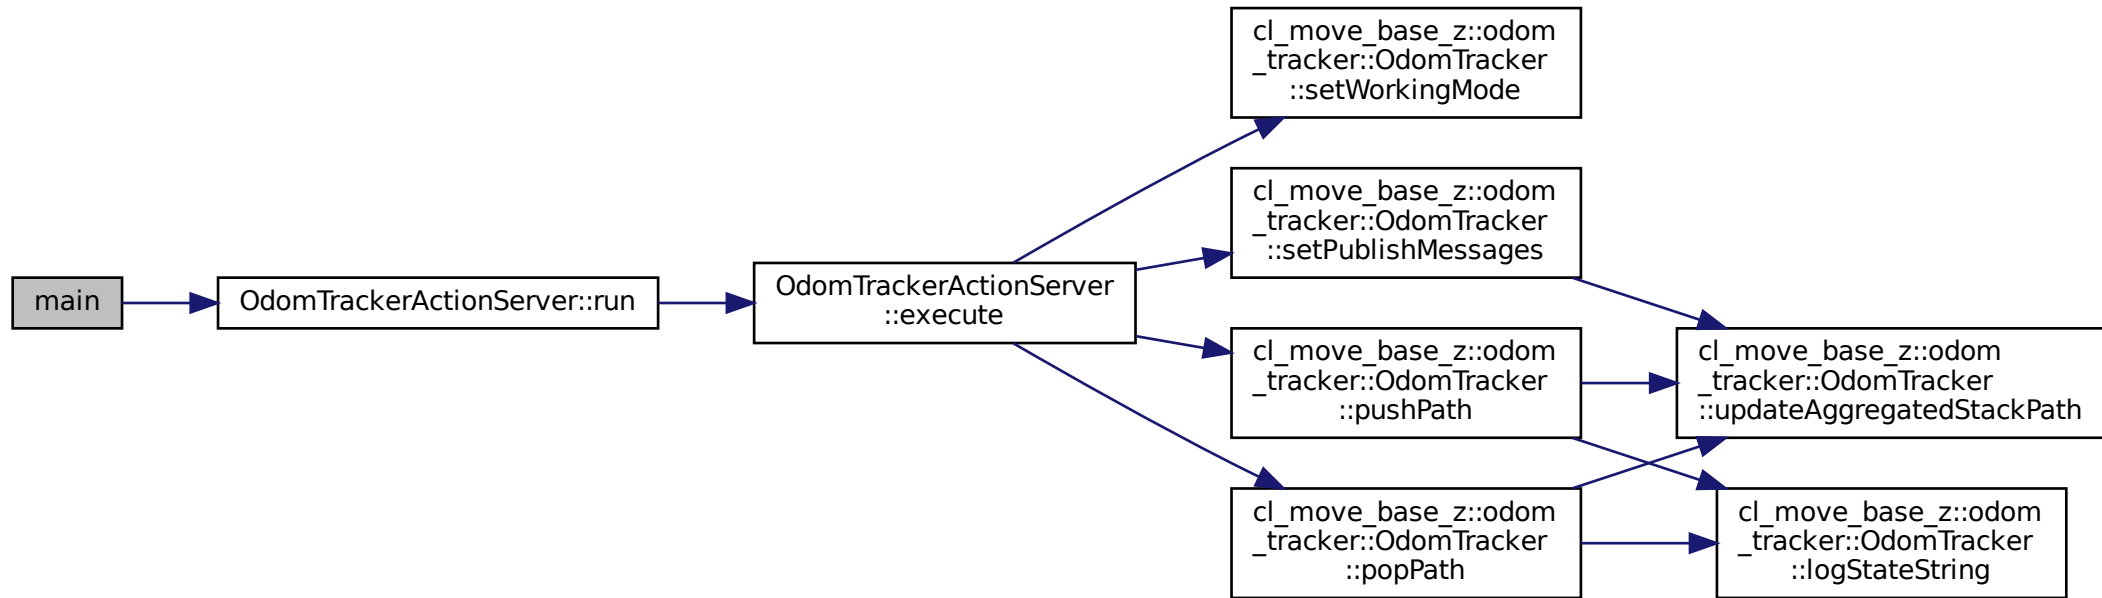 main
OdomTrackerActionServer::run
OdomTrackerActionServer
::execute
cl_move_base_z::odom
_tracker::OdomTracker
::setWorkingMode
cl_move_base_z::odom
_tracker::OdomTracker
::setPublishMessages
cl_move_base_z::odom
_tracker::OdomTracker
::pushPath
cl_move_base_z::odom
_tracker::OdomTracker
::popPath
cl_move_base_z::odom
_tracker::OdomTracker
::updateAggregatedStackPath
cl_move_base_z::odom
_tracker::OdomTracker
::logStateString